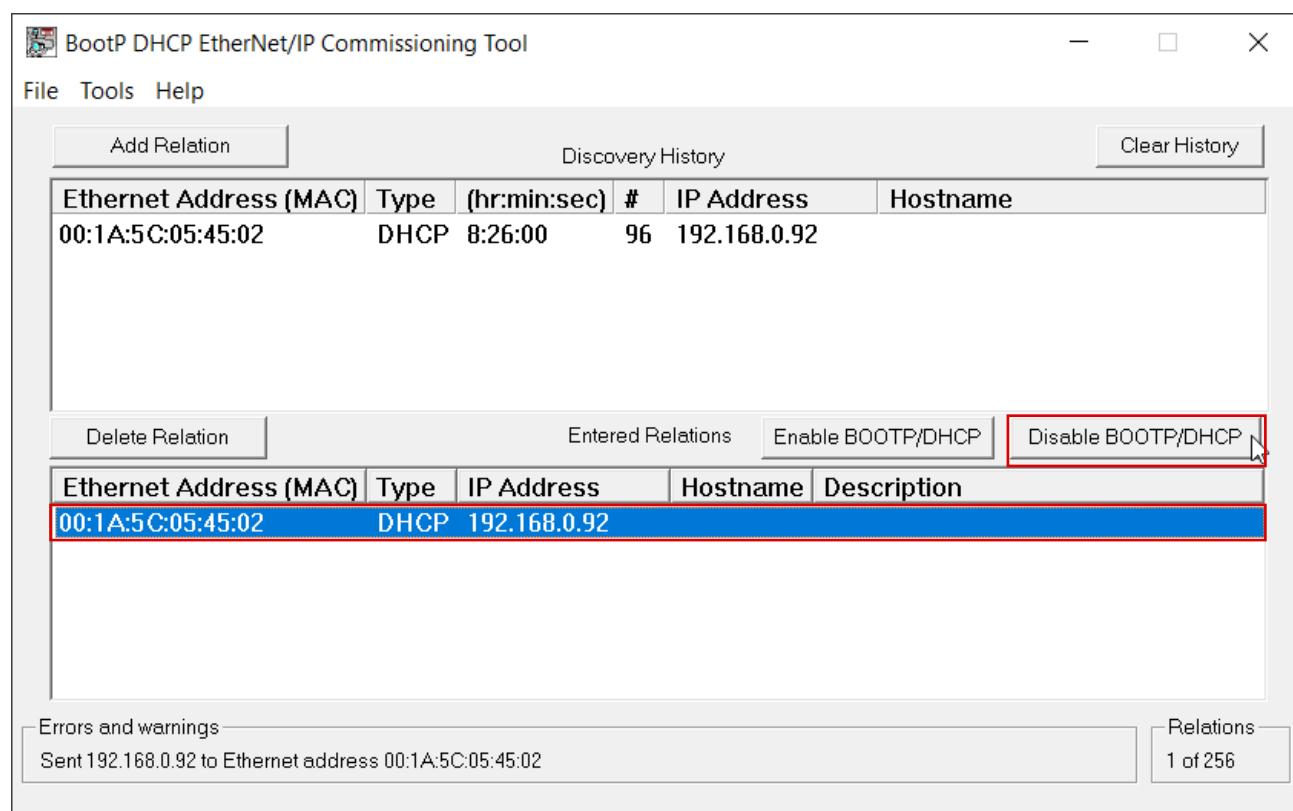 BootP DHCP EtherNet/IP Commissioning Tool
File Tools Help
Add Relation Discovery History Clear History
Ethernet Address (MAC) Type (hr:min:sec) # IP Address Hostname
00:1A:5C:05:45:02 DHCP 8:26:00 96 192.168.0.92
Delete Relation Entered Relations Enable BOOTP/DHCP Disable BOOTP/DHCP
Ethernet Address (MAC) Type IP Address Hostname Description
00:1A:5C:05:45:02 DHCP 192.168.0.92
Errors and warnings Relations
Sent 192.168.0.92 to Ethernet address 00:1A:5C:05:45:02 1 of 256